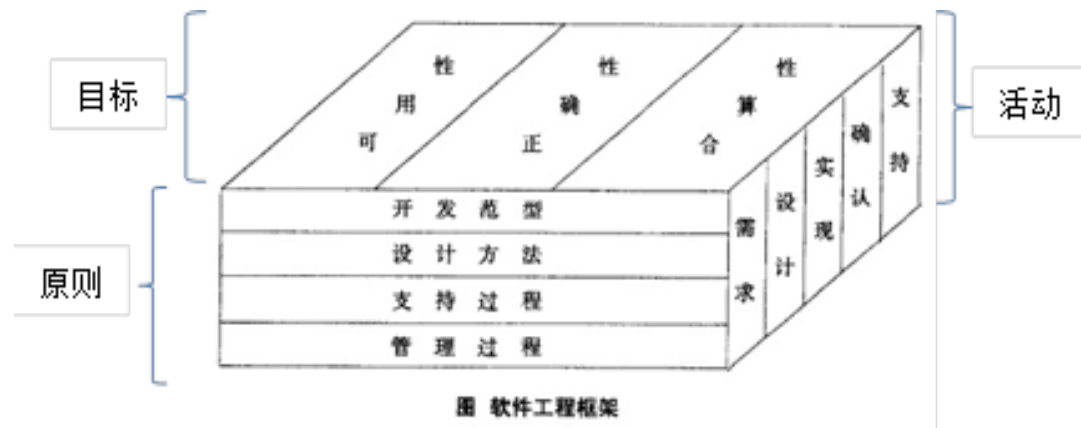 目标
可用性
正确性
合算性
活动
原则
开发范型
设计方法
支持过程
管理过程
需求
设计
实现
确认
支持
图 软件工程框架